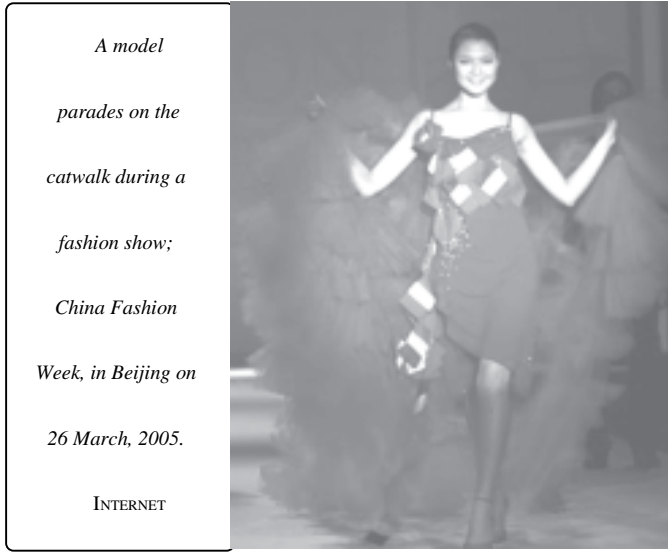 A model
parades on the
catwalk during a
fashion show;
China Fashion
Week, in Beijing on
26 March, 2005.
INTERNET